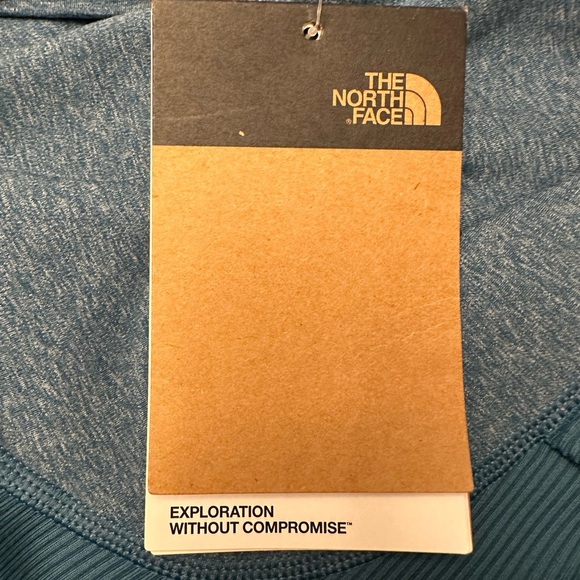 THE
NORTH
®FACE
EXPLORATION
WITHOUT COMPROMISE™